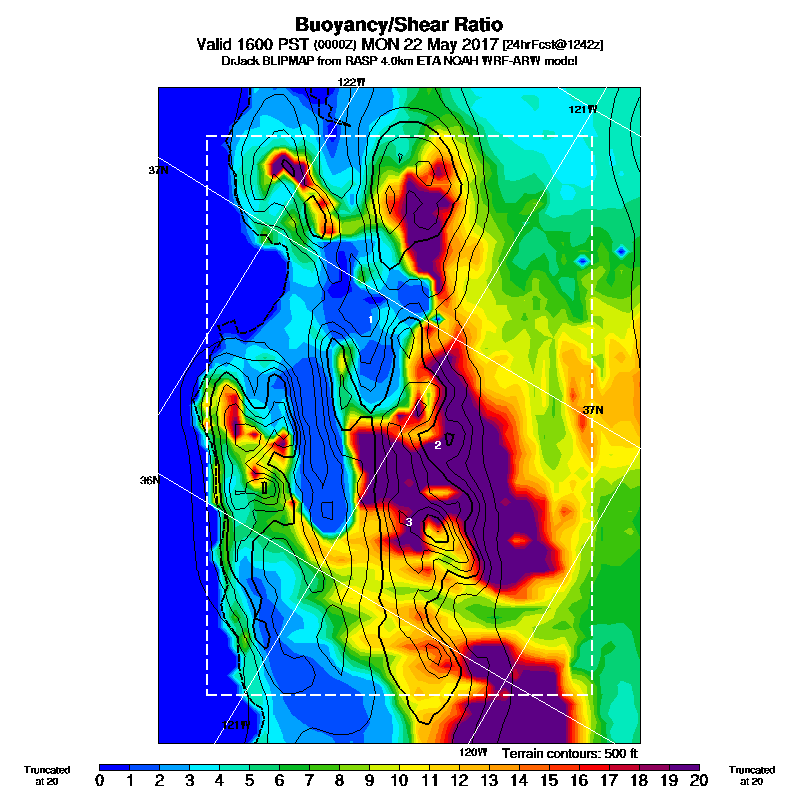 Buoyancy/Shear Ratio
Valid 1600 PST (0000Z) MON 22 May 2017 [24hrFcst@1242z]
DrJack BLIPMAP from RASP 4.0km ETA NOAH WRF-ARW model
122W
121W
37N
1
37N
2
36N
3
121W
120W Terrain contours: 500 ft
Truncated at 20
0 1 2 3 4 5 6 7 8 9 10 11 12 13 14 15 16 17 18 19 20
Truncated at 20